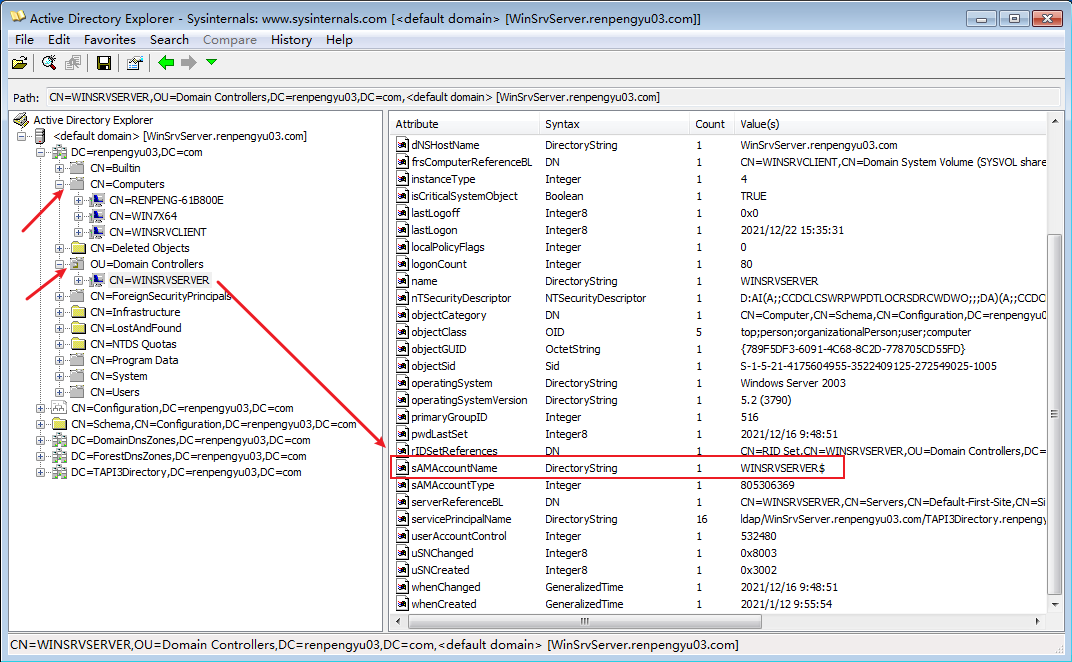 Active Directory Explorer - Sysinternals: www.sysinternals.com [<default domain> [WinSrvServer.renpengyu03.com]]
File Edit Favorites Search Compare History Help
Path: CN=WINSRVSERVER,OU=Domain Controllers,DC=renpengyu03,DC=com,<default domain> [WinSrvServer.renpengyu03.com]
Active Directory Explorer
<default domain> [WinSrvServer.renpengyu03.com]
DC=renpengyu03,DC=com
CN=Builtin
CN=Computers
CN=RENPENG-61B800E
CN=WIN7X64
CN=WINSRVCLIENT
CN=Deleted Objects
OU=Domain Controllers
CN=WINSRVSERVER
CN=ForeignSecurityPrincipals
CN=Infrastructure
CN=LostAndFound
CN=NTDS Quotas
CN=Program Data
CN=System
CN=Users
CN=Configuration,DC=renpengyu03,DC=com
CN=Schema,CN=Configuration,DC=renpengyu03,DC=com
DC=DomainDnsZones,DC=renpengyu03,DC=com
DC=ForestDnsZones,DC=renpengyu03,DC=com
DC=TAPI3Directory,DC=renpengyu03,DC=com
Attribute Syntax Count Value(s)
dNSHostName DirectoryString 1 WinSrvServer.renpengyu03.com
frsComputerReferenceBL DN 1 CN=WINSRVCLIENT,CN=Domain System Volume (SYSVOL share
instanceType Integer 1 4
isCriticalSystemObject Boolean 1 TRUE
lastLogoff Integer8 1 0x0
lastLogon Integer8 1 2021/12/22 15:35:31
localPolicyFlags Integer 1 0
logonCount Integer 1 80
name DirectoryString 1 WINSRVSERVER
nTSecurityDescriptor NTSecurityDescriptor 1 D:AI(A;;CCDCLCSWRPWPDTLOCRSDRCWDWO;;;DA)(A;;CCDC
objectCategory DN 1 CN=Computer,CN=Schema,CN=Configuration,DC=renpengyu0
objectClass OID 5 top;person;organizationalPerson;user;computer
objectGUID OctetString 1 {789F5DF3-6091-4C68-8C2D-778705CD55FD}
objectSid Sid 1 S-1-5-21-4175604955-3522409125-272549025-1005
operatingSystem DirectoryString 1 Windows Server 2003
operatingSystemVersion DirectoryString 1 5.2 (3790)
primaryGroupID Integer 1 516
pwdLastSet Integer8 1 2021/12/16 9:48:51
rIDSetReferences DN 1 CN=RID Set,CN=WINSRVSERVER,OU=Domain Controllers,DC=
sAMAccountName DirectoryString 1 WINSRVSERVER$
sAMAccountType Integer 1 805306369
serverReferenceBL DN 1 CN=WINSRVSERVER,CN=Servers,CN=Default-First-Site,CN=Si
servicePrincipalName DirectoryString 16 ldap/WinSrvServer.renpengyu03.com/TAPI3Directory.renpengy
userAccountControl Integer 1 532480
uSNChanged Integer8 1 0x8003
uSNCreated Integer8 1 0x3002
whenChanged GeneralizedTime 1 2021/12/16 9:48:51
whenCreated GeneralizedTime 1 2021/1/12 9:55:54
CN=WINSRVSERVER,OU=Domain Controllers,DC=renpengyu03,DC=com,<default domain> [WinSrvServer.renpengyu03.com]